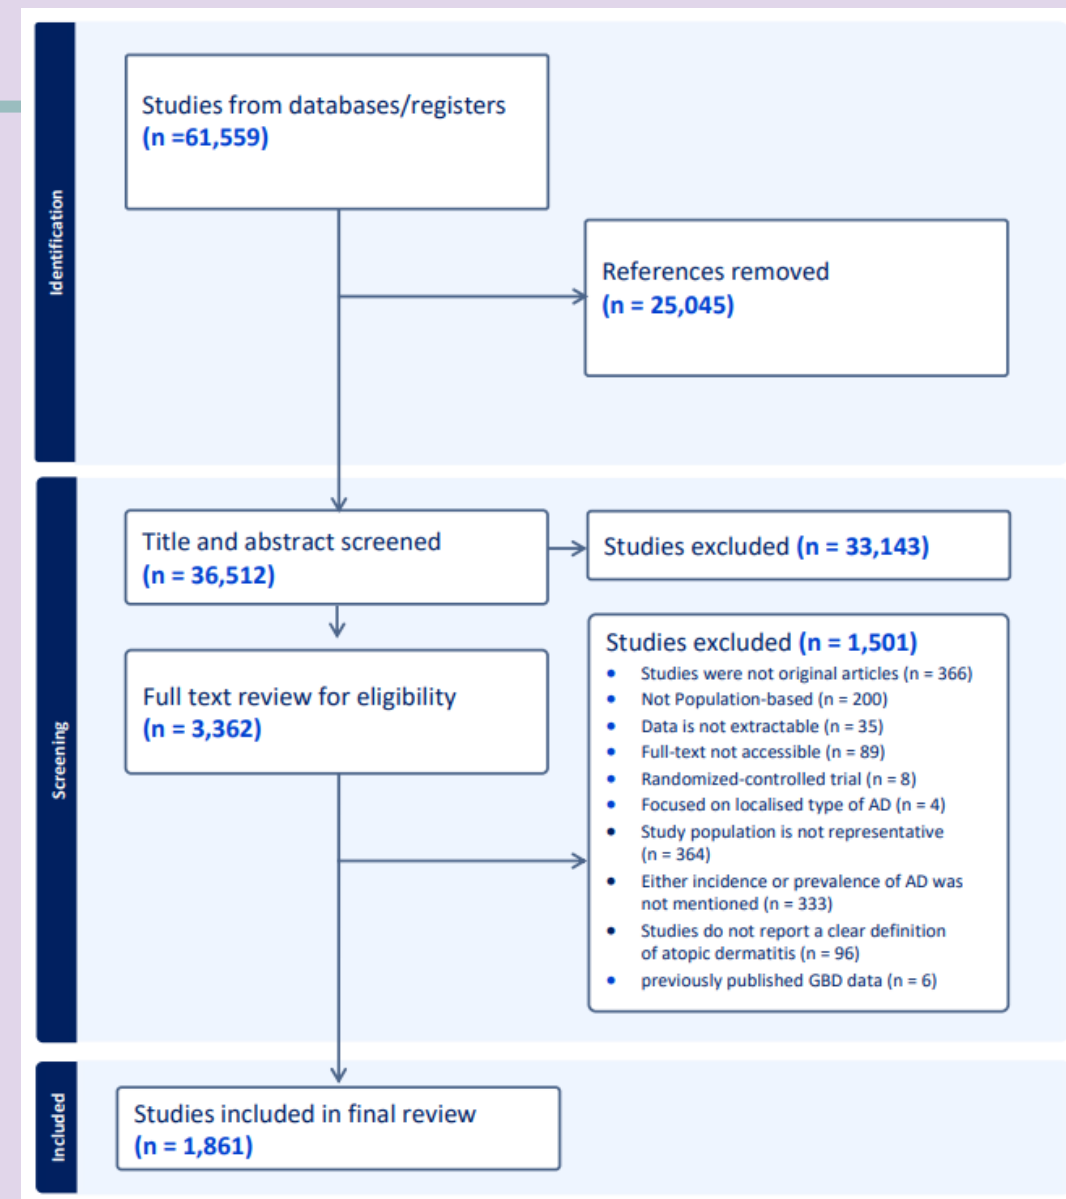 Identification
Studies from databases/registers
(n =61,559)
References removed
(n = 25,045)
Screening
Title and abstract screened
(n = 36,512)
Studies excluded (n = 33,143)
Full text review for eligibility
(n = 3,362)
Studies excluded (n = 1,501)
• Studies were not original articles (n = 366)
• Not Population-based (n = 200)
• Data is not extractable (n = 35)
• Full-text not accessible (n = 89)
• Randomized-controlled trial (n = 8)
• Focused on localised type of AD (n = 4)
• Study population is not representative
(n = 364)
• Either incidence or prevalence of AD was
not mentioned (n = 333)
• Studies do not report a clear definition
of atopic dermatitis (n = 96)
• previously published GBD data (n = 6)
Included
Studies included in final review
(n = 1,861)